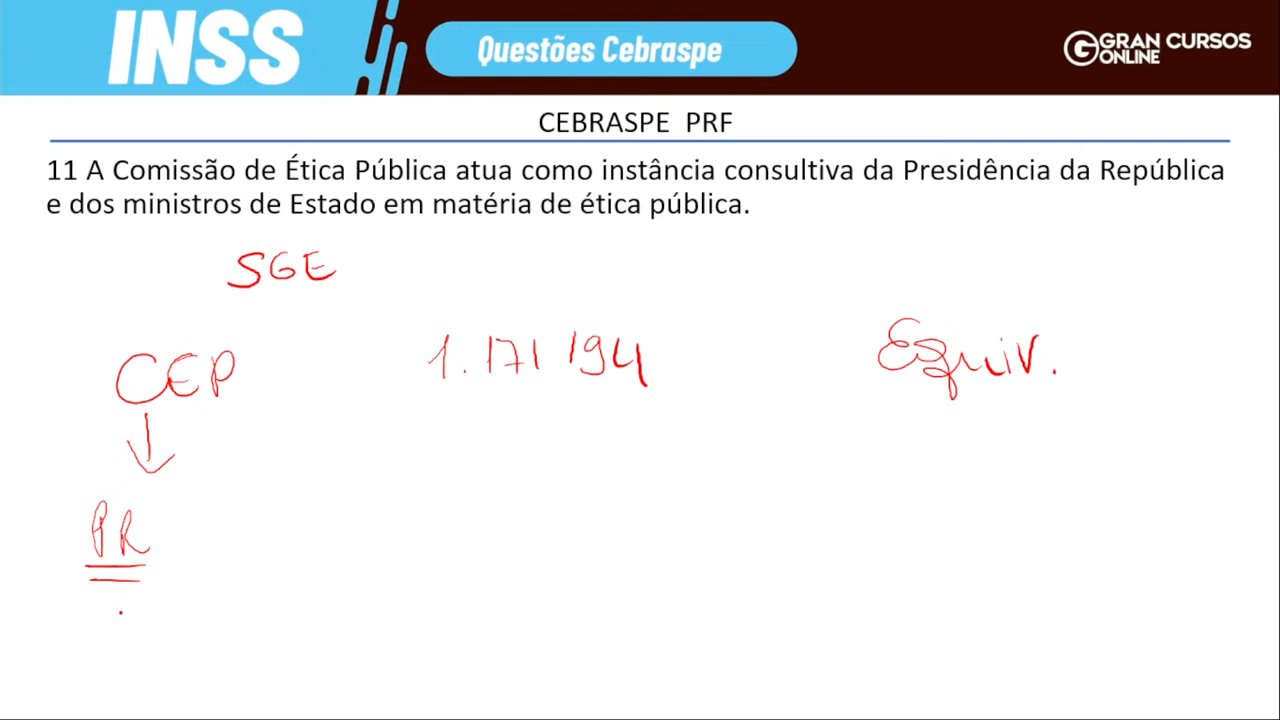 INSS
Questões Cebraspe
GRAN CURSOS
ONLINE
CEBRASPE PRF
11 A Comissão de Ética Pública atua como instância consultiva da Presidência da República
e dos ministros de Estado em matéria de ética pública.
SGE
CEP 1.171/94 Equiv.
PR